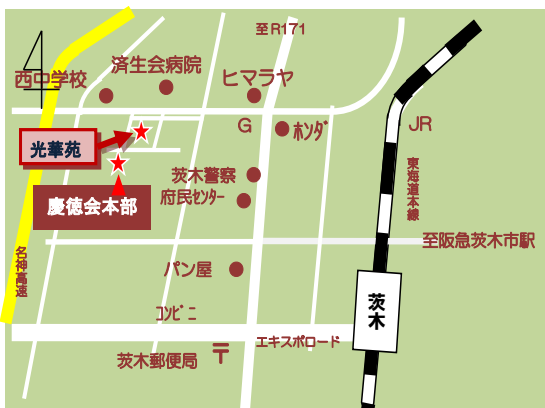 至R171
済生会病院
西中学校
ヒマラヤ
G
ホンダ
JR
光華苑
東海道本線
茨木警察
慶徳会本部
府民センター
至阪急茨木市駅
名神高速
パン屋
茨木
コンビニ
エキスポロード
茨木郵便局
〒